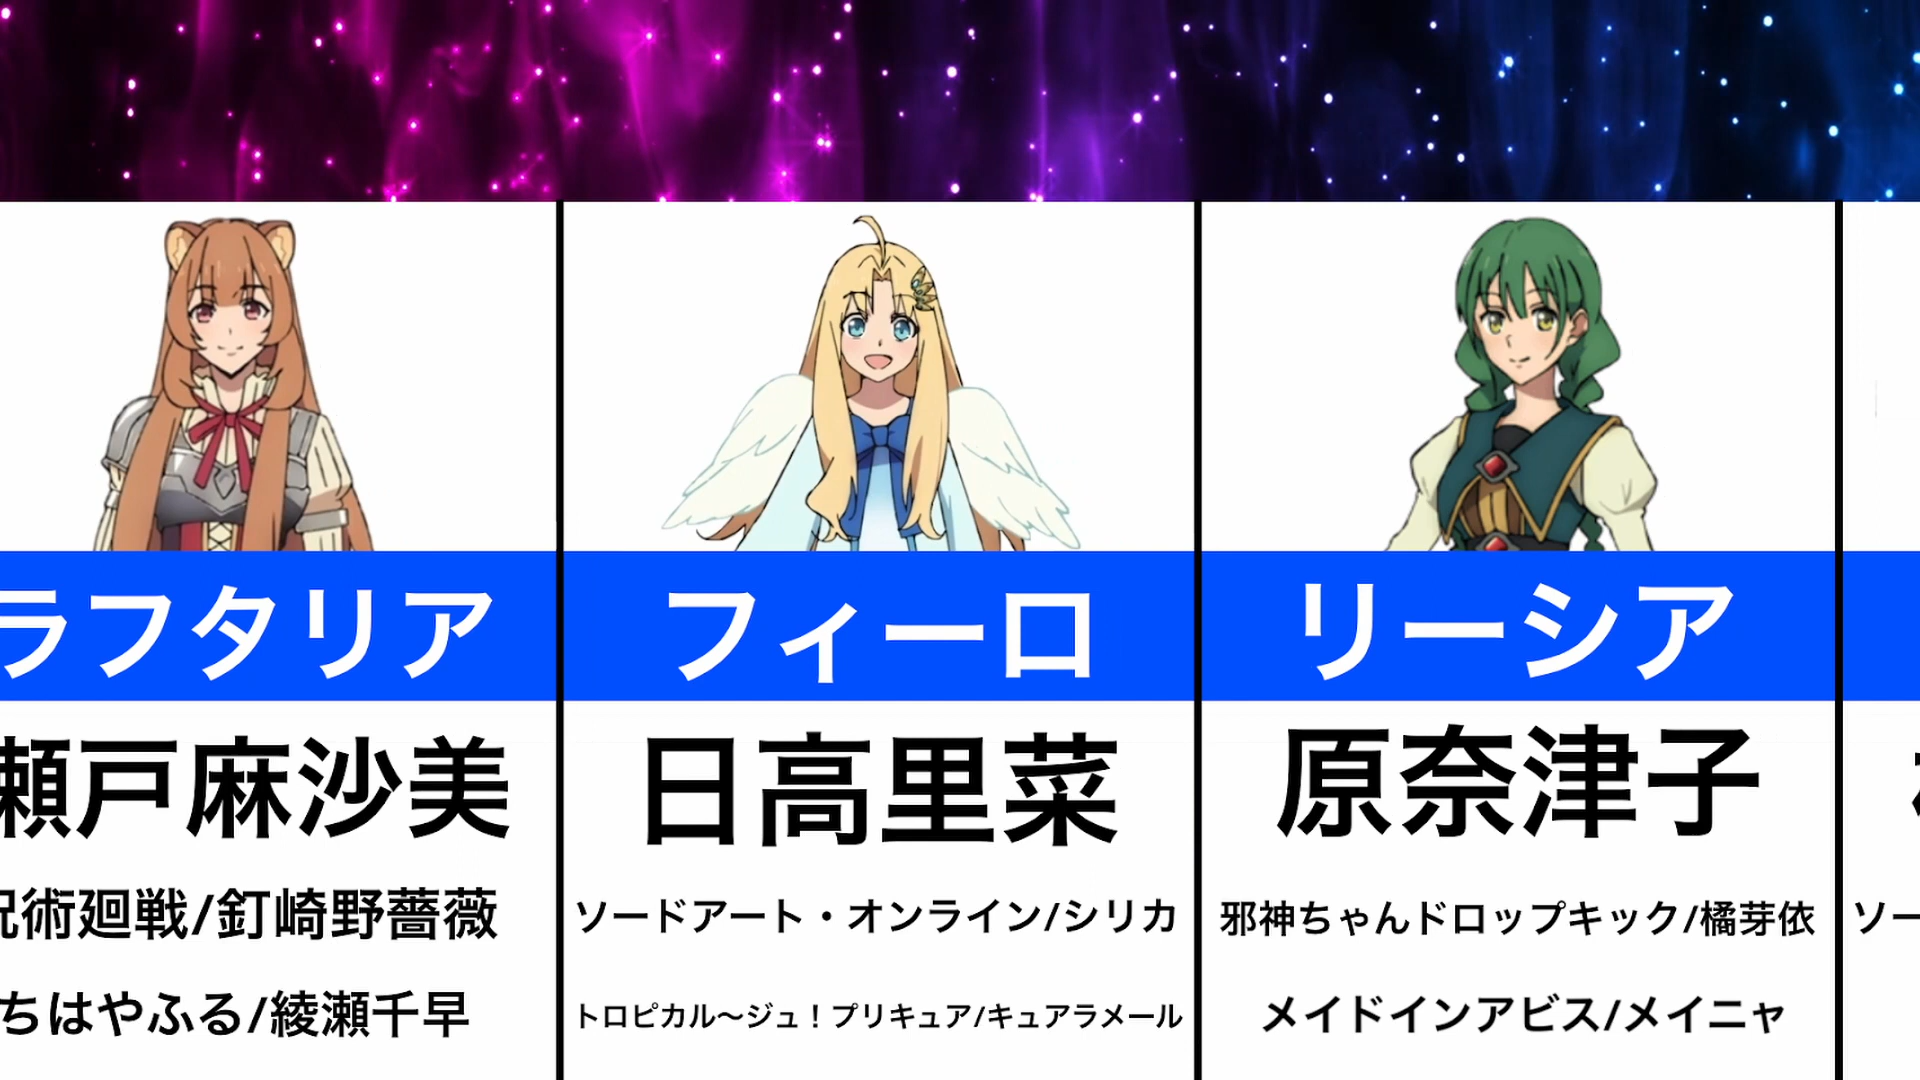 ラフタリア
瀬戸麻沙美
呪術廻戦/釘崎野薔薇
ちはやふる/綾瀬千早
フィーロ
日高里菜
ソードアート・オンライン/シリカ
トロピカル〜ジュ！プリキュア/キュアラメール
リーシア
原奈津子
邪神ちゃんドロップキック/橘芽依
メイドインアビス/メイニャ
ソー